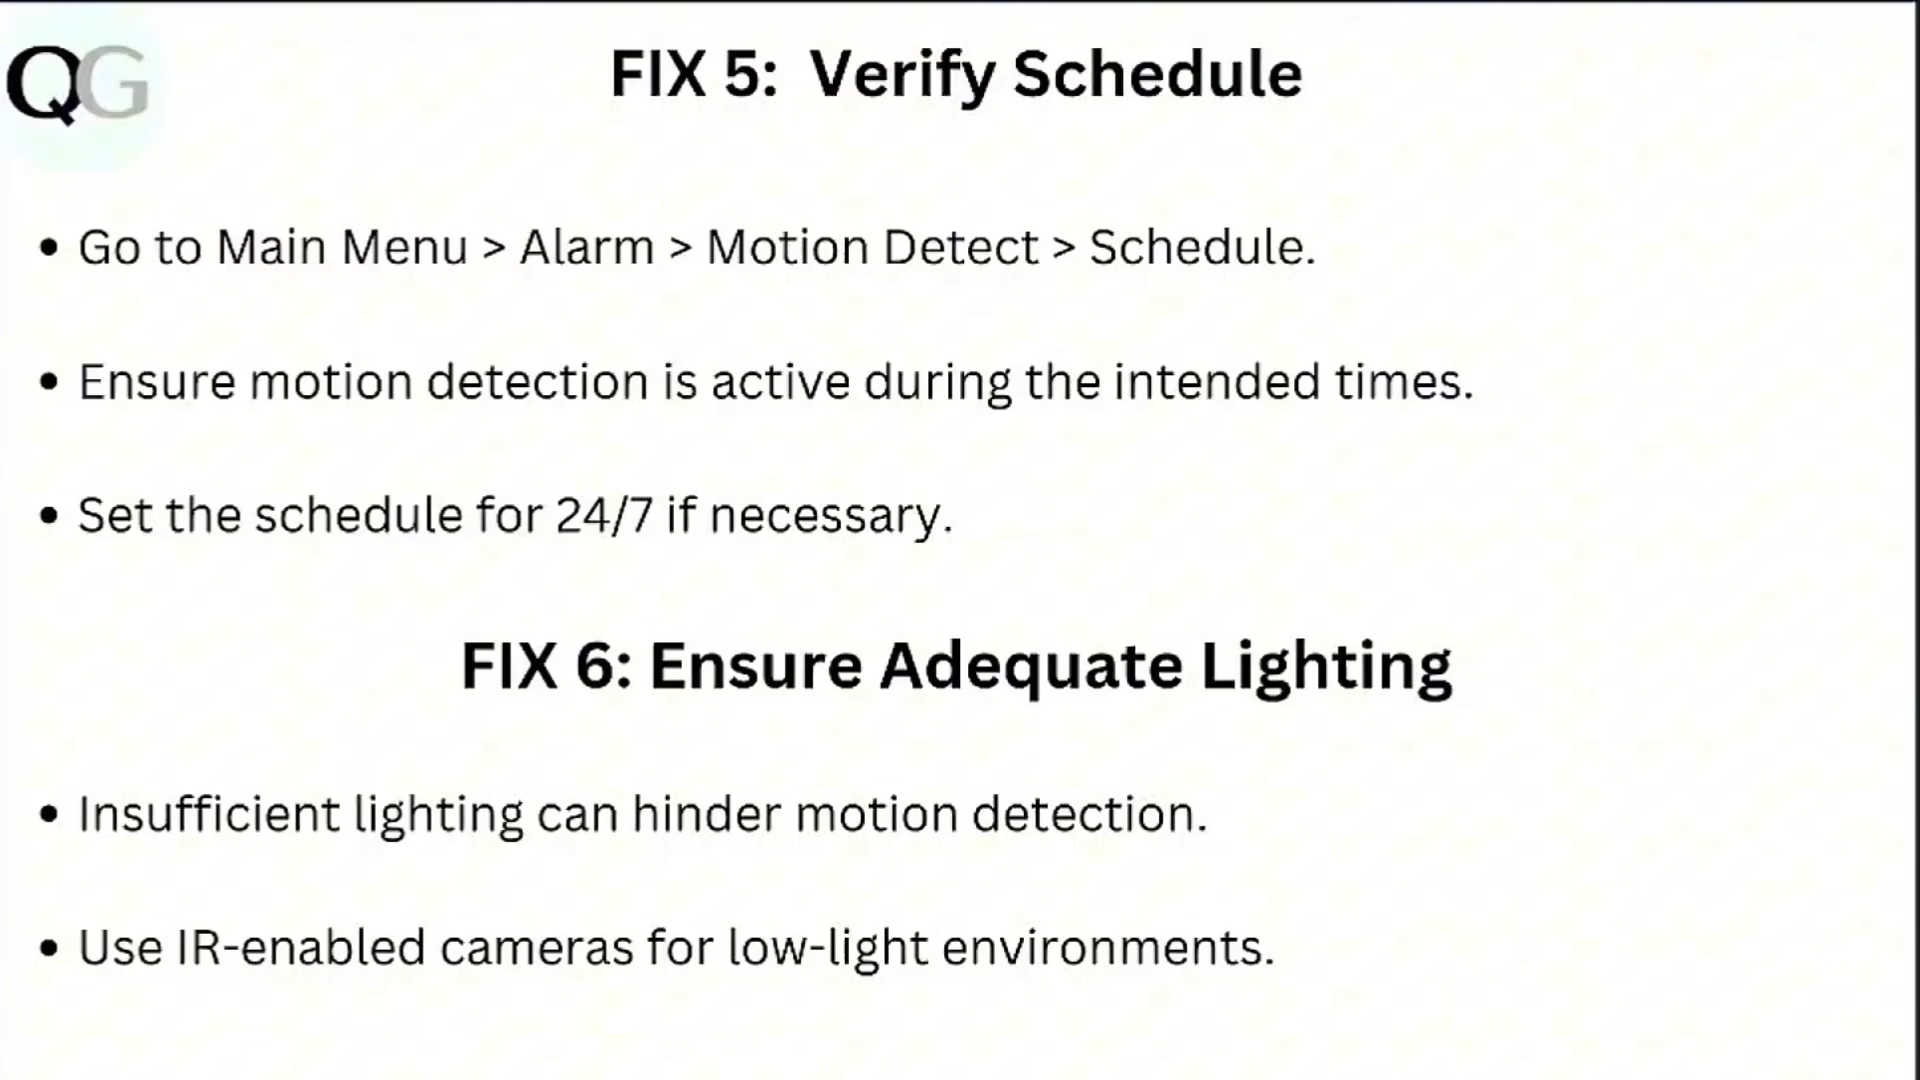 QG
FIX 5: Verify Schedule
• Go to Main Menu > Alarm > Motion Detect > Schedule.
• Ensure motion detection is active during the intended times.
• Set the schedule for 24/7 if necessary.
FIX 6: Ensure Adequate Lighting
• Insufficient lighting can hinder motion detection.
• Use IR-enabled cameras for low-light environments.